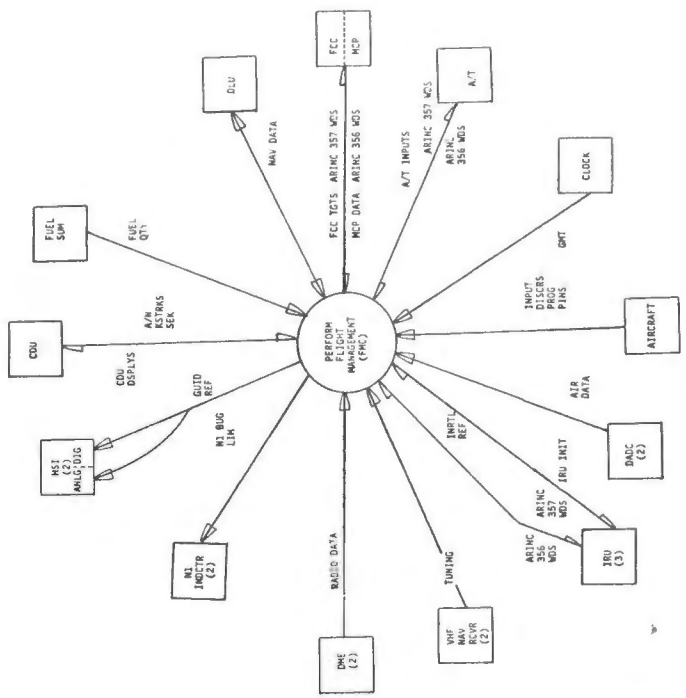 FCC
MCP
DLU
NAV DATA
FCC TGTS ARINC 357 WDS
MCP DATA ARINC 356 WDS
A/T
A/T INPUTS
ARINC 357 WDS
ARINC
356 WDS
FUEL
SUM
FUEL
QTY
CLOCK
GMT
CDU
CDU
DSPLYS
A/N
KSTRKS
SEK
PERFORM
FLIGHT
MANAGEMENT
(FMC)
INPUT
DISCRS
PROG
PINS
AIRCRAFT
HSI
(2)
ANLG DIG
GUID
REF
N1 BUG
LIM
AIR
DATA
DADC
(2)
INRTL
REF
IRU INIT
ARINC
357
WDS
ARINC
356
WDS
IRU
(3)
N1
INDCTR
(2)
RADIO DATA
TUNING
DME
(2)
VHF
NAV
RCVR
(2)